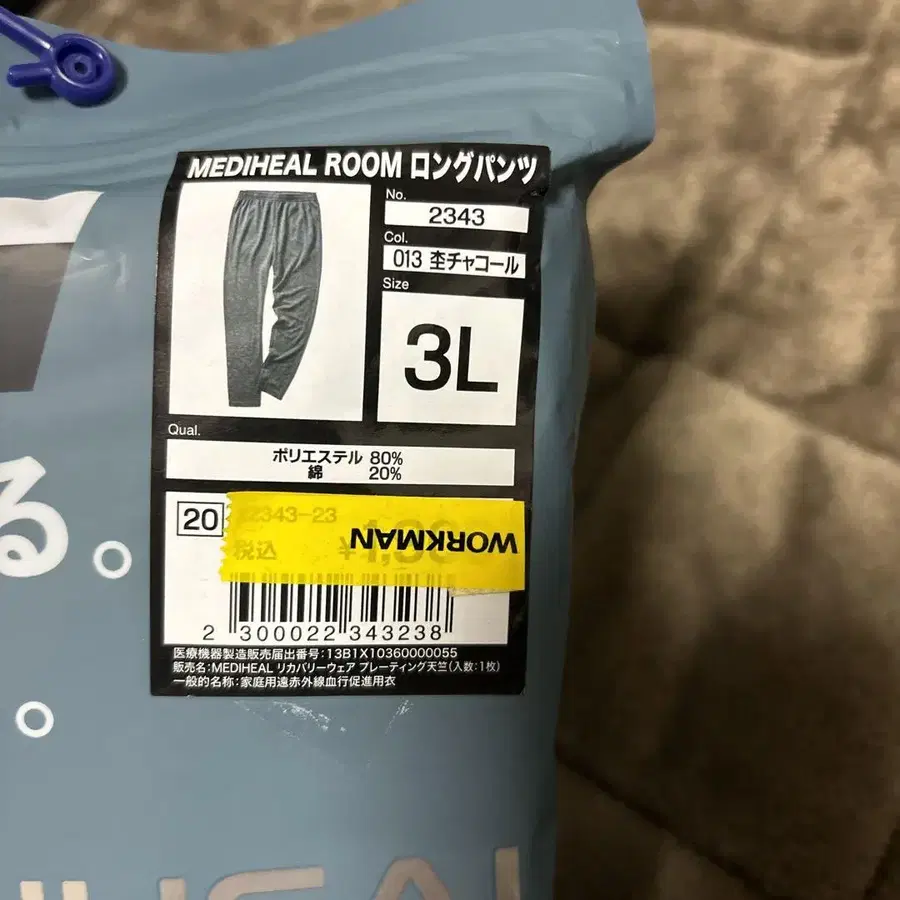 MEDIHEAL ROOM ロングパンツ
No.
2343
Col.
013 杢チャコール
Size
3L
Qual.
ポリエステル 80%
綿 20%
20
2343-23
WORKMAN
税込
2 300022 343238
医療機器製造販売届出番号:13B1X10360000055
販売名:MEDIHEAL リカバリーウェア プレーティング天竺(入数:1枚)
一般的名称:家庭用遠赤外線血行促進用衣
る。
。